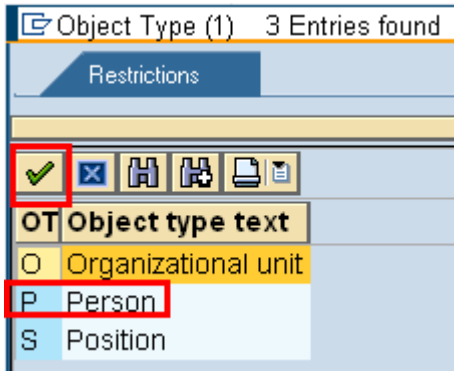 Object Type (1) 3 Entries found
Restrictions
OT Object type text
O Organizational unit
P Person
S Position